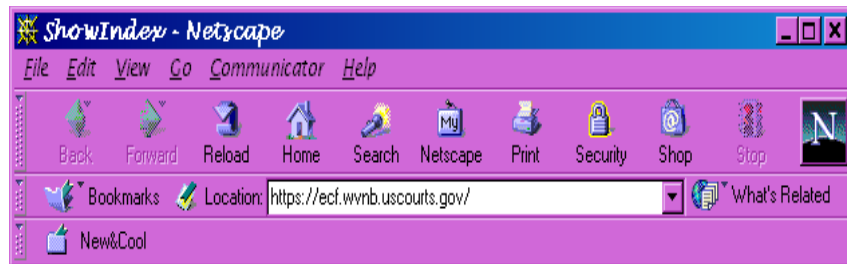 ShowIndex - Netscape
File Edit View Go Communicator Help
My N
Back Forward Reload Home Search Netscape Print Security Shop Stop
Bookmarks Location: https://ecf.wvnb.uscourts.gov/ What's Related
New&Cool